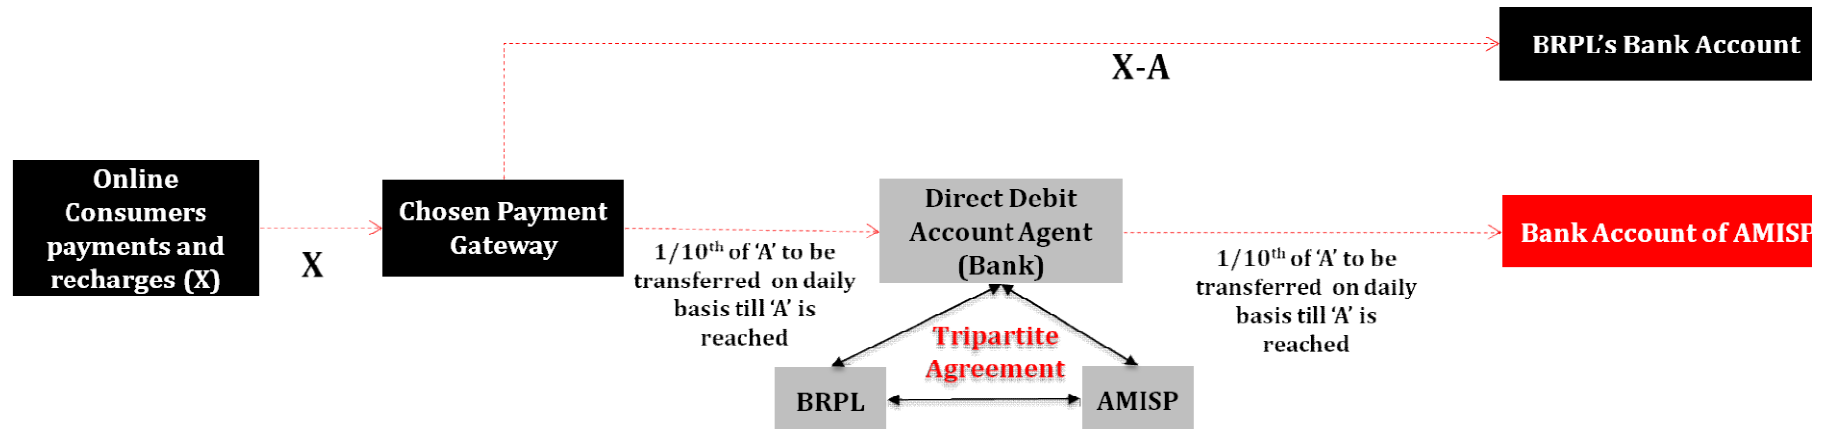 BRPL’s Bank Account
X-A
Online
Consumers
payments and
recharges (X)
X
Chosen Payment
Gateway
1/10th of ‘A’ to be
transferred on daily
basis till ‘A’ is
reached
Direct Debit
Account Agent
(Bank)
1/10th of ‘A’ to be
transferred on daily
basis till ‘A’ is
reached
Bank Account of AMISP
Tripartite
Agreement
BRPL
AMISP